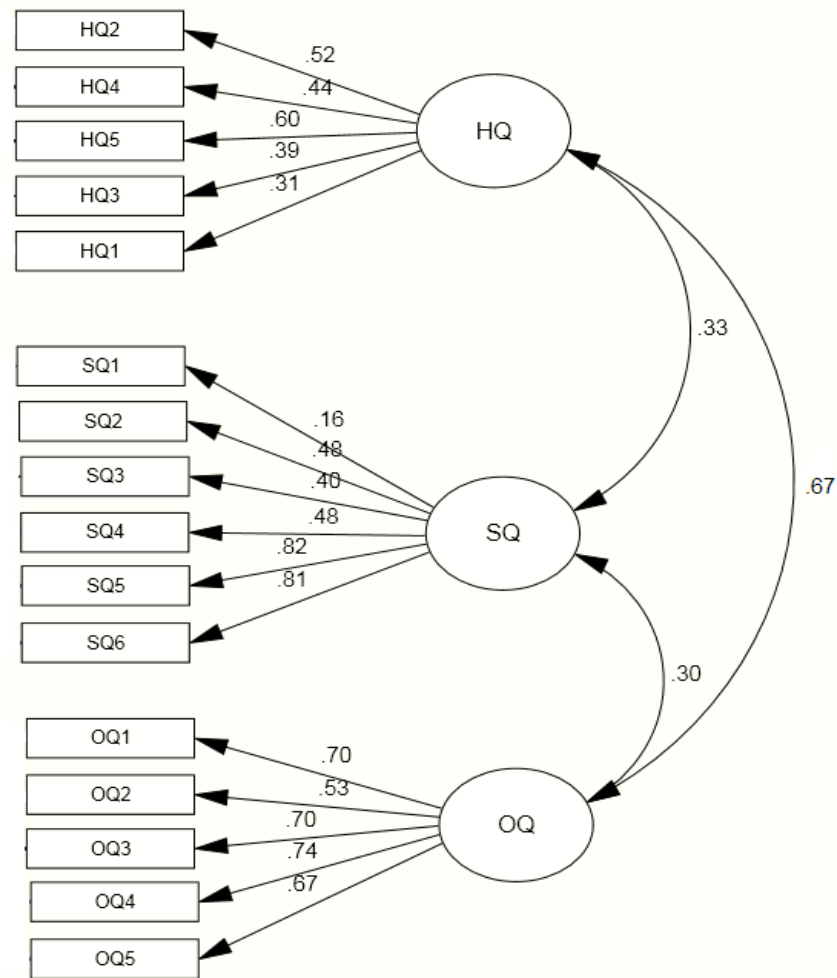 HQ2
HQ4
HQ5
HQ3
HQ1
.52
.44
.60
.39
.31
HQ
SQ1
SQ2
SQ3
SQ4
SQ5
SQ6
.16
.48
.40
.48
.82
.81
SQ
OQ1
OQ2
OQ3
OQ4
OQ5
.70
.53
.70
.74
.67
OQ
.33
.67
.30